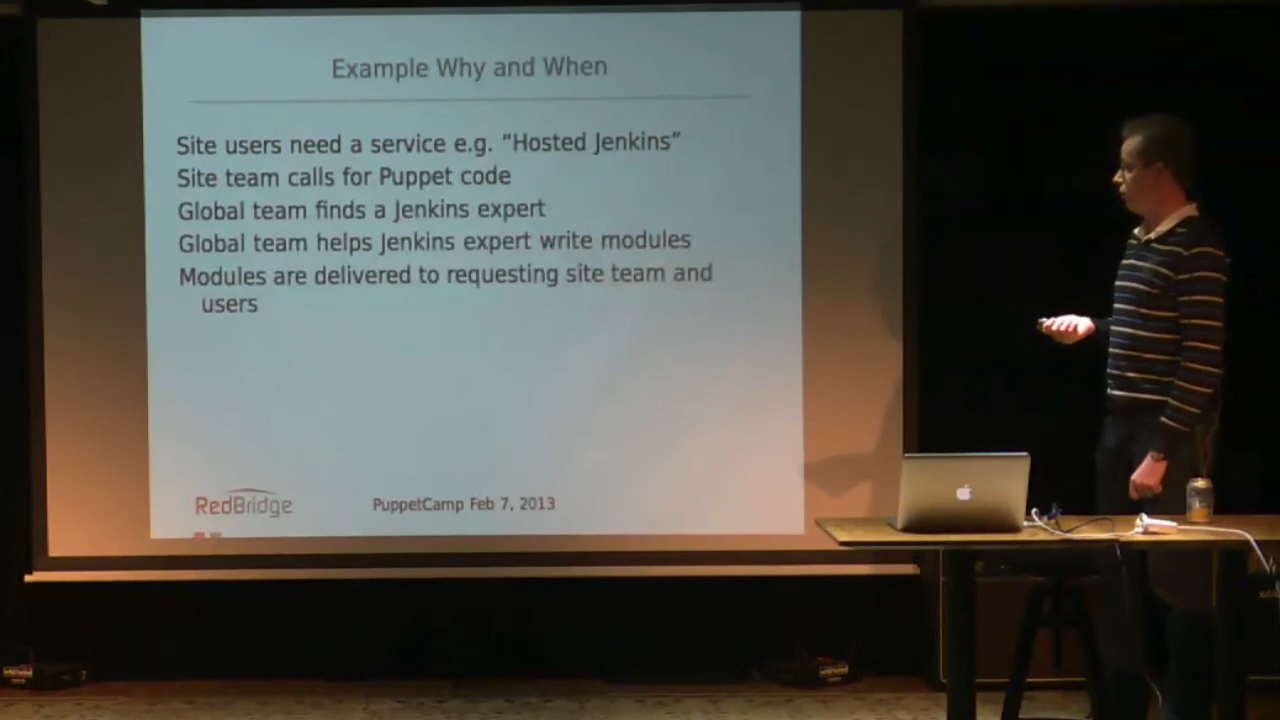 Example Why and When
Site users need a service e.g. “Hosted Jenkins”
Site team calls for Puppet code
Global team finds a Jenkins expert
Global team helps Jenkins expert write modules
Modules are delivered to requesting site team and
users
RedBridge
PuppetCamp Feb 7, 2013